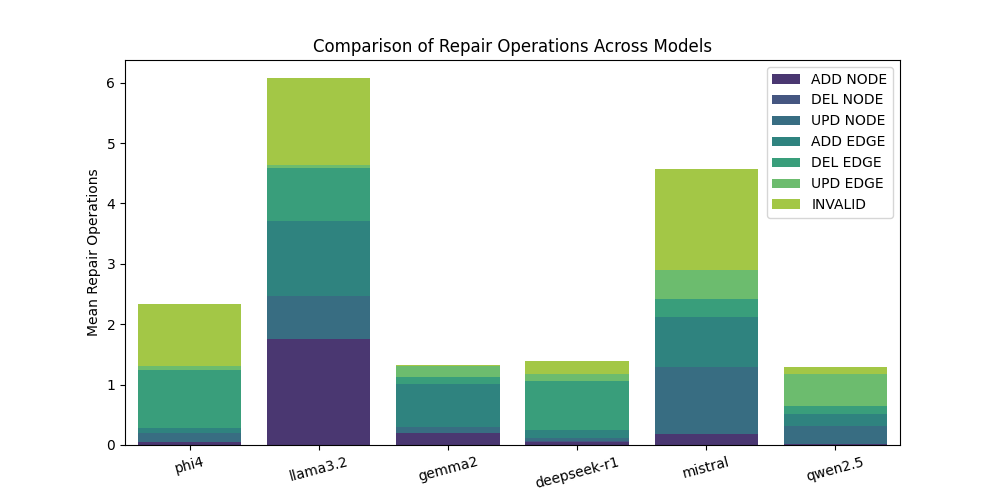 Comparison of Repair Operations Across Models
Mean Repair Operations
6
5
4
3
2
1
0
ADD NODE
DEL NODE
UPD NODE
ADD EDGE
DEL EDGE
UPD EDGE
INVALID
phi4
llama3.2
gemma2
deepseek-r1
mistral
qwen2.5